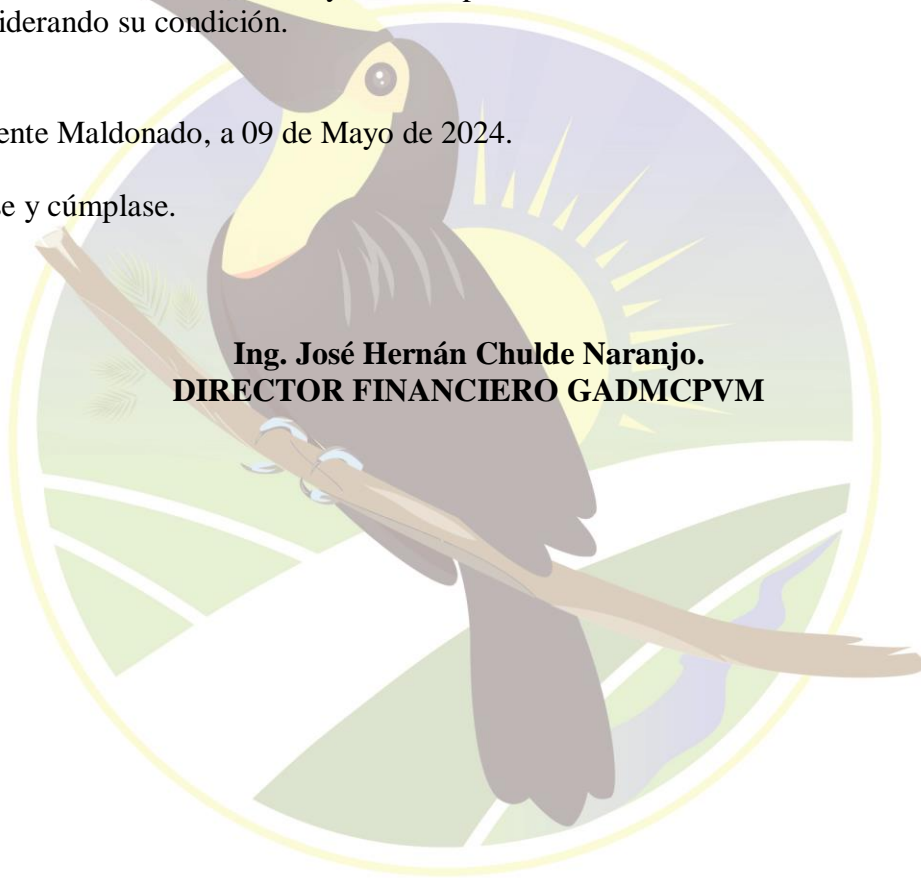 iderando su condición.
ente Maldonado, a 09 de Mayo de 2024.
e y cúmplase.
Ing. José Hernán Chulde Naranjo.
DIRECTOR FINANCIERO GADMCPVM